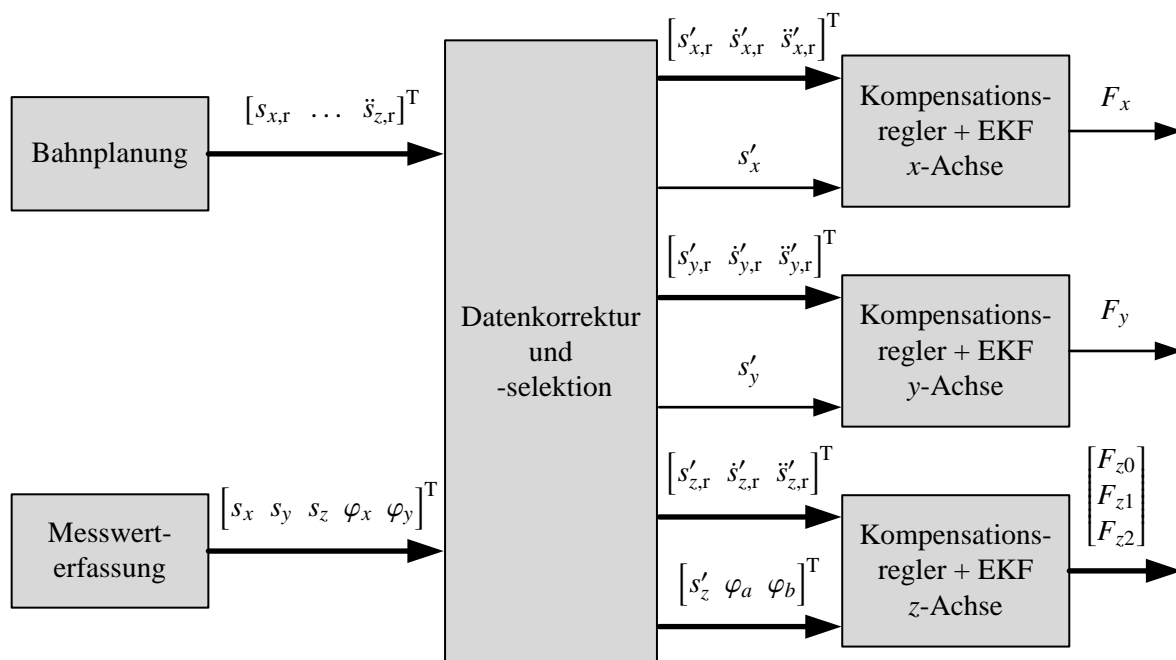 Bahnplanung
[s_{x,r} … s̈_{z,r}]^T
Messwert-
erfassung
[s_x s_y s_z φ_x φ_y]^T
Datenkorrektur
und
-selektion
[s′_{x,r} ṡ′_{x,r} s̈′_{x,r}]^T
s′_x
Kompensations-
regler + EKF
x-Achse
F_x
[s′_{y,r} ṡ′_{y,r} s̈′_{y,r}]^T
s′_y
Kompensations-
regler + EKF
y-Achse
F_y
[s′_{z,r} ṡ′_{z,r} s̈′_{z,r}]^T
[s′_z φ_a φ_b]^T
Kompensations-
regler + EKF
z-Achse
F_{z0}
F_{z1}
F_{z2}